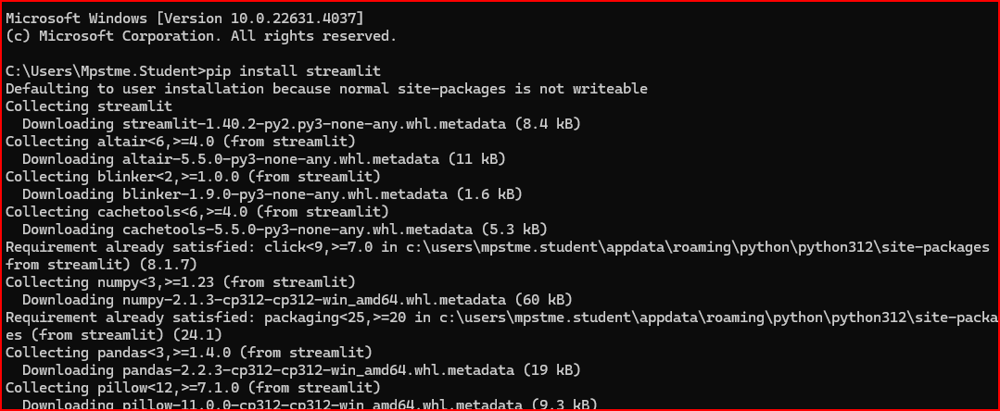 Microsoft Windows [Version 10.0.22631.4037]
(c) Microsoft Corporation. All rights reserved.
C:\Users\Mpstme.Student>pip install streamlit
Defaulting to user installation because normal site-packages is not writeable
Collecting streamlit
Downloading streamlit-1.40.2-py2.py3-none-any.whl.metadata (8.4 kB)
Collecting altair<6,>=4.0 (from streamlit)
Downloading altair-5.5.0-py3-none-any.whl.metadata (11 kB)
Collecting blinker<2,>=1.0.0 (from streamlit)
Downloading blinker-1.9.0-py3-none-any.whl.metadata (1.6 kB)
Collecting cachetools<6,>=4.0 (from streamlit)
Downloading cachetools-5.5.0-py3-none-any.whl.metadata (5.3 kB)
Requirement already satisfied: click<9,>=7.0 in c:\users\mpstme.student\appdata\roaming\python\python312\site-packages
from streamlit) (8.1.7)
Collecting numpy<3,>=1.23 (from streamlit)
Downloading numpy-2.1.3-cp312-cp312-win_amd64.whl.metadata (60 kB)
Requirement already satisfied: packaging<25,>=20 in c:\users\mpstme.student\appdata\roaming\python\python312\site-packa
es (from streamlit) (24.1)
Collecting pandas<3,>=1.4.0 (from streamlit)
Downloading pandas-2.2.3-cp312-cp312-win_amd64.whl.metadata (19 kB)
Collecting pillow<12,>=7.1.0 (from streamlit)
Downloading pillow-11.0.0-cp312-cp312-win_amd64.whl.metadata (9.3 kB)